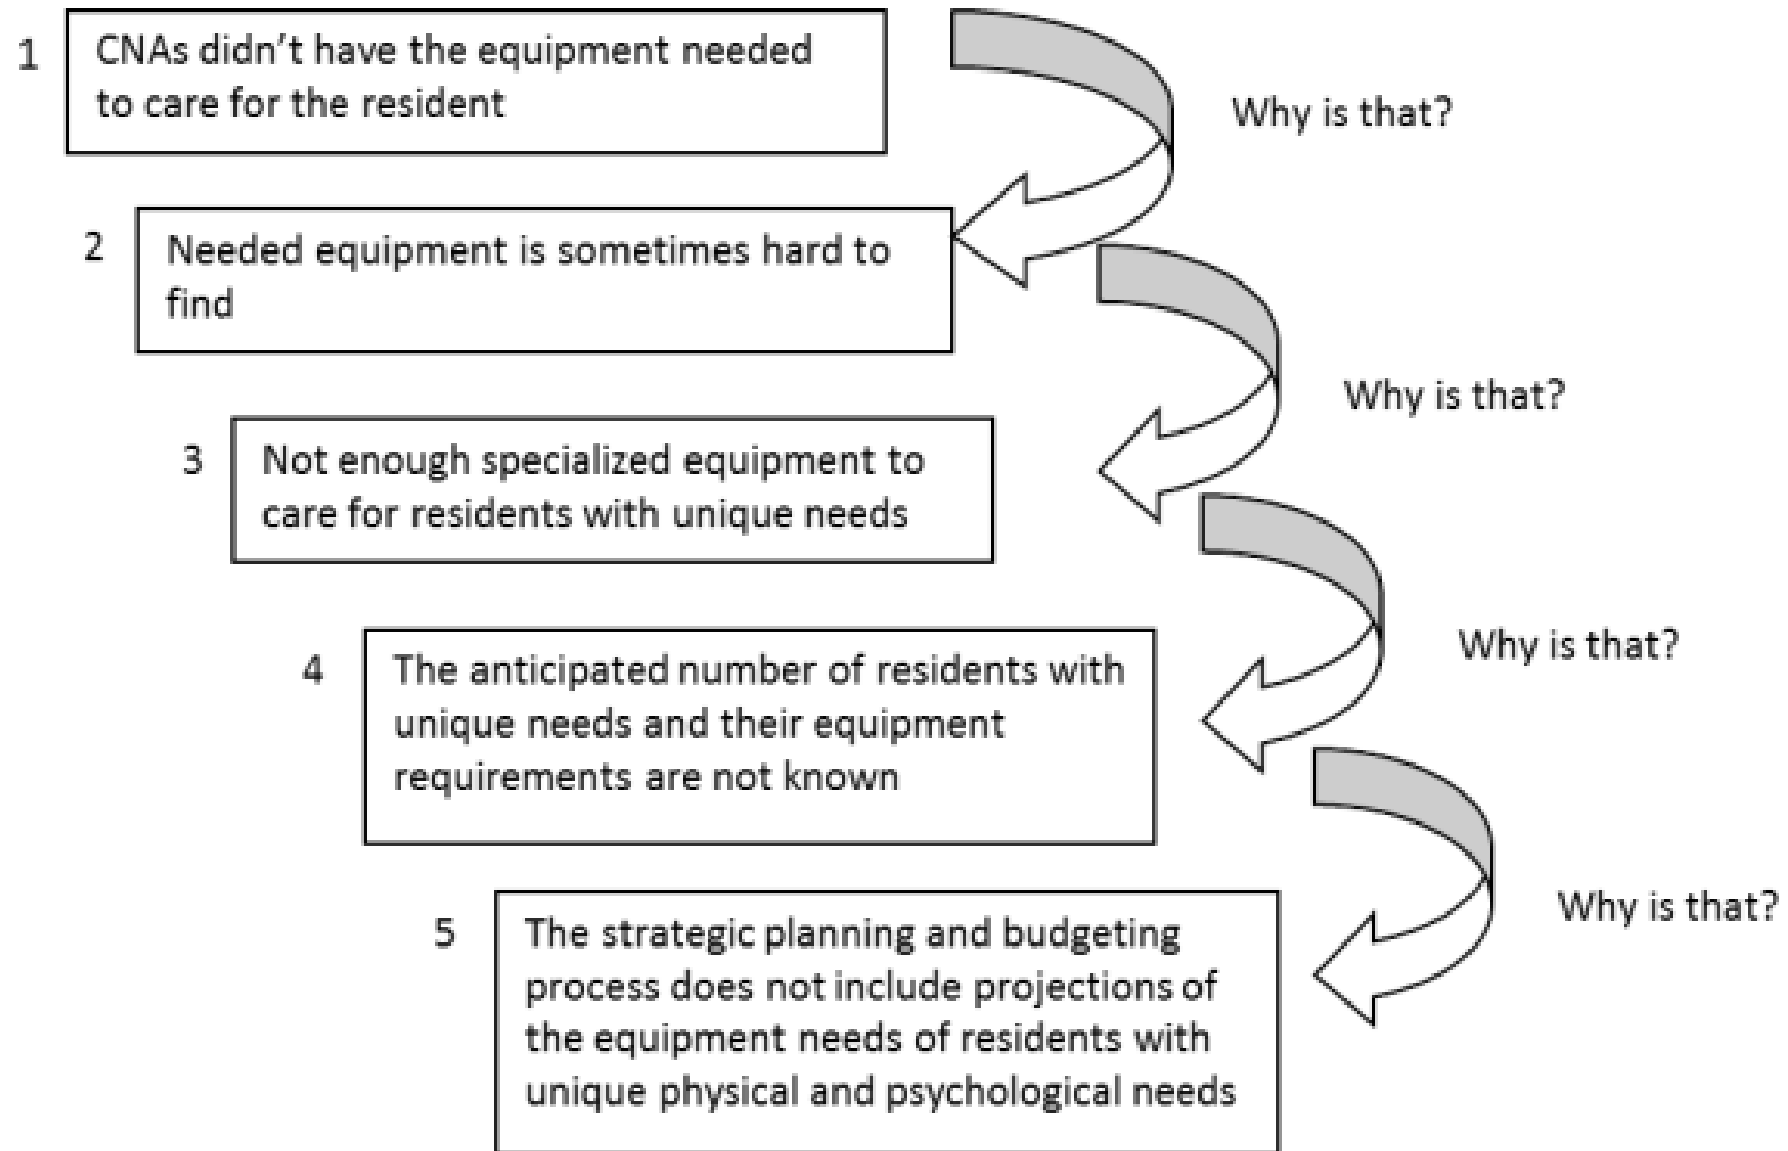 1
CNAs didn't have the equipment needed
to care for the resident
Why is that?
2
Needed equipment is sometimes hard to
find
Why is that?
3
Not enough specialized equipment to
care for residents with unique needs
Why is that?
4
The anticipated number of residents with
unique needs and their equipment
requirements are not known
Why is that?
5
The strategic planning and budgeting
process does not include projections of
the equipment needs of residents with
unique physical and psychological needs